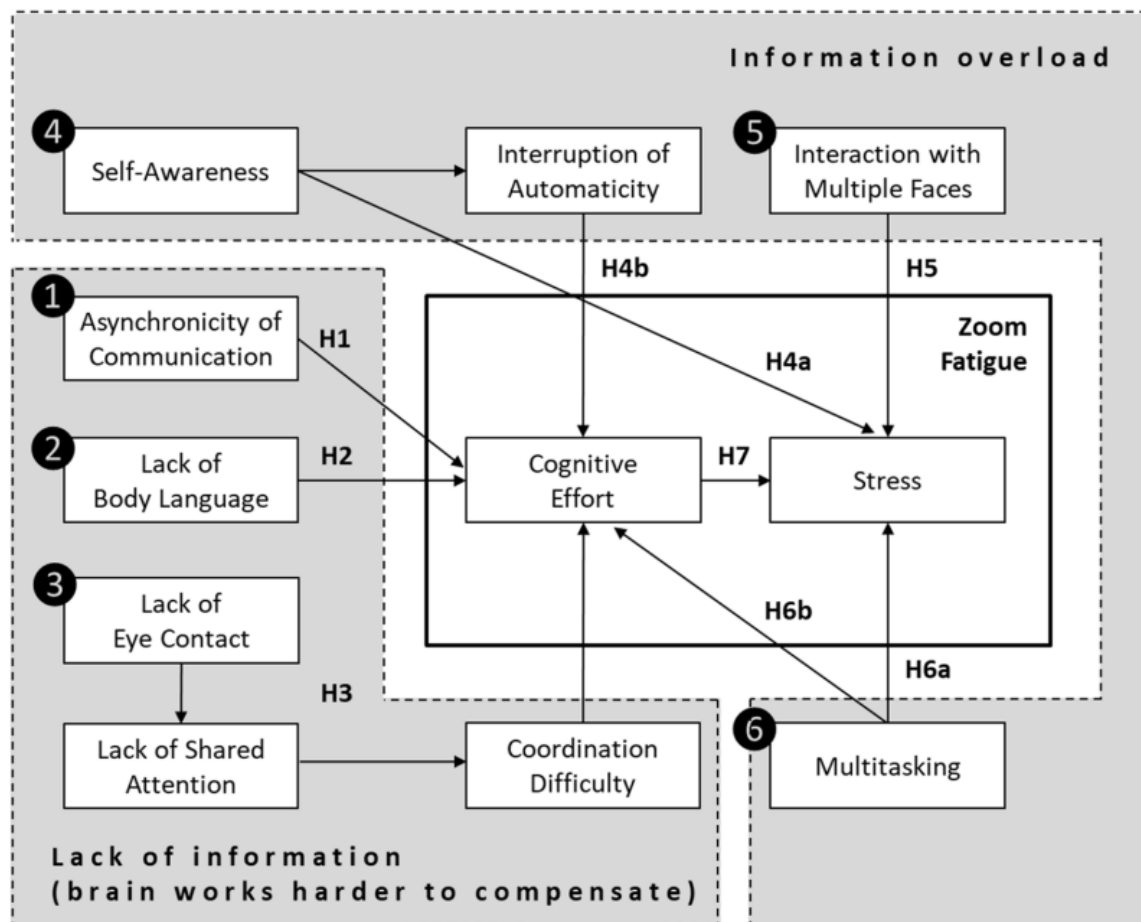 Information overload
4
Self-Awareness
Interruption of
Automaticity
5
Interaction with
Multiple Faces
H4b
H5
1
Asynchronicity of
Communication
H1
Zoom
Fatigue
H4a
2
Lack of
Body Language
H2
Cognitive
Effort
H7
Stress
3
Lack of
Eye Contact
H6b
H6a
H3
Lack of Shared
Attention
Coordination
Difficulty
6
Multitasking
Lack of information
(brain works harder to compensate)